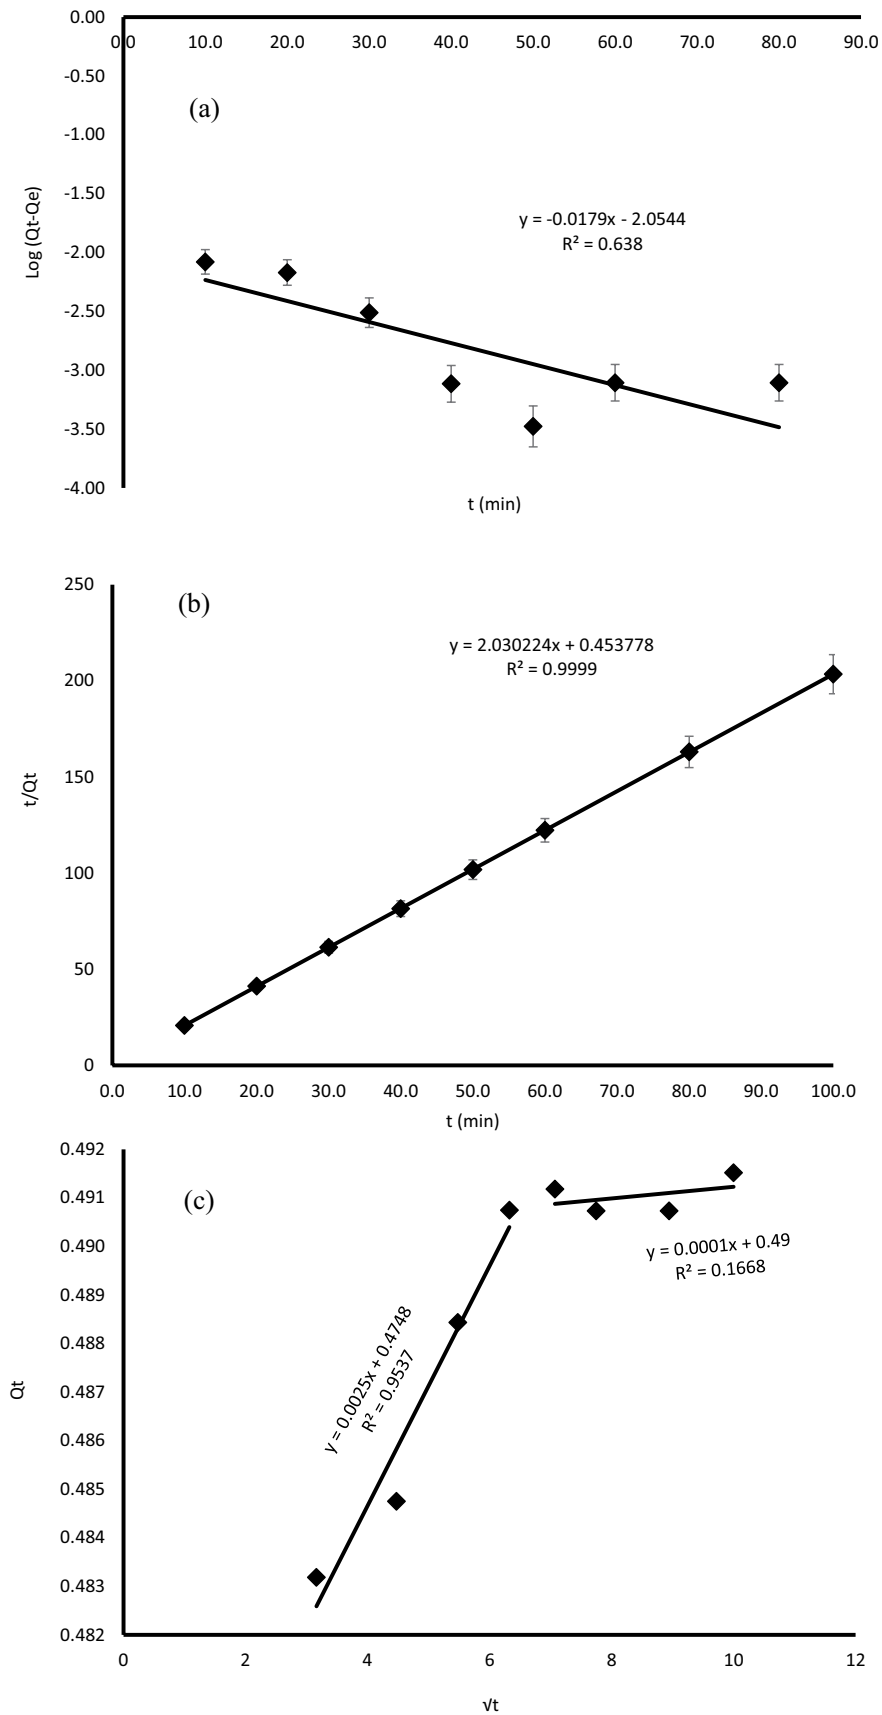 0.00
0.0 10.0 20.0 30.0 40.0 50.0 60.0 70.0 80.0 90.0
-0.50
(a)
-1.00
-1.50
Log (Qt-Qe)
y = -0.0179x - 2.0544
R² = 0.638
-2.00
-2.50
-3.00
-3.50
-4.00
t (min)
250
(b)
y = 2.030224x + 0.453778
R² = 0.9999
200
t/Qt
150
100
50
0
0.0 10.0 20.0 30.0 40.0 50.0 60.0 70.0 80.0 90.0 100.0
t (min)
0.492
(c)
0.491
y = 0.0001x + 0.49
R² = 0.1668
0.490
0.489
0.488
y = 0.0025x + 0.4748
R² = 0.9537
Qt
0.487
0.486
0.485
0.484
0.483
0.482
0 2 4 6 8 10 12
√t